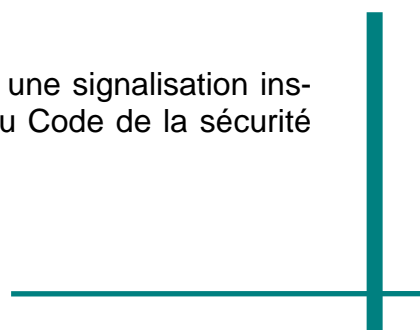 une signalisation ins-
u Code de la sécurité